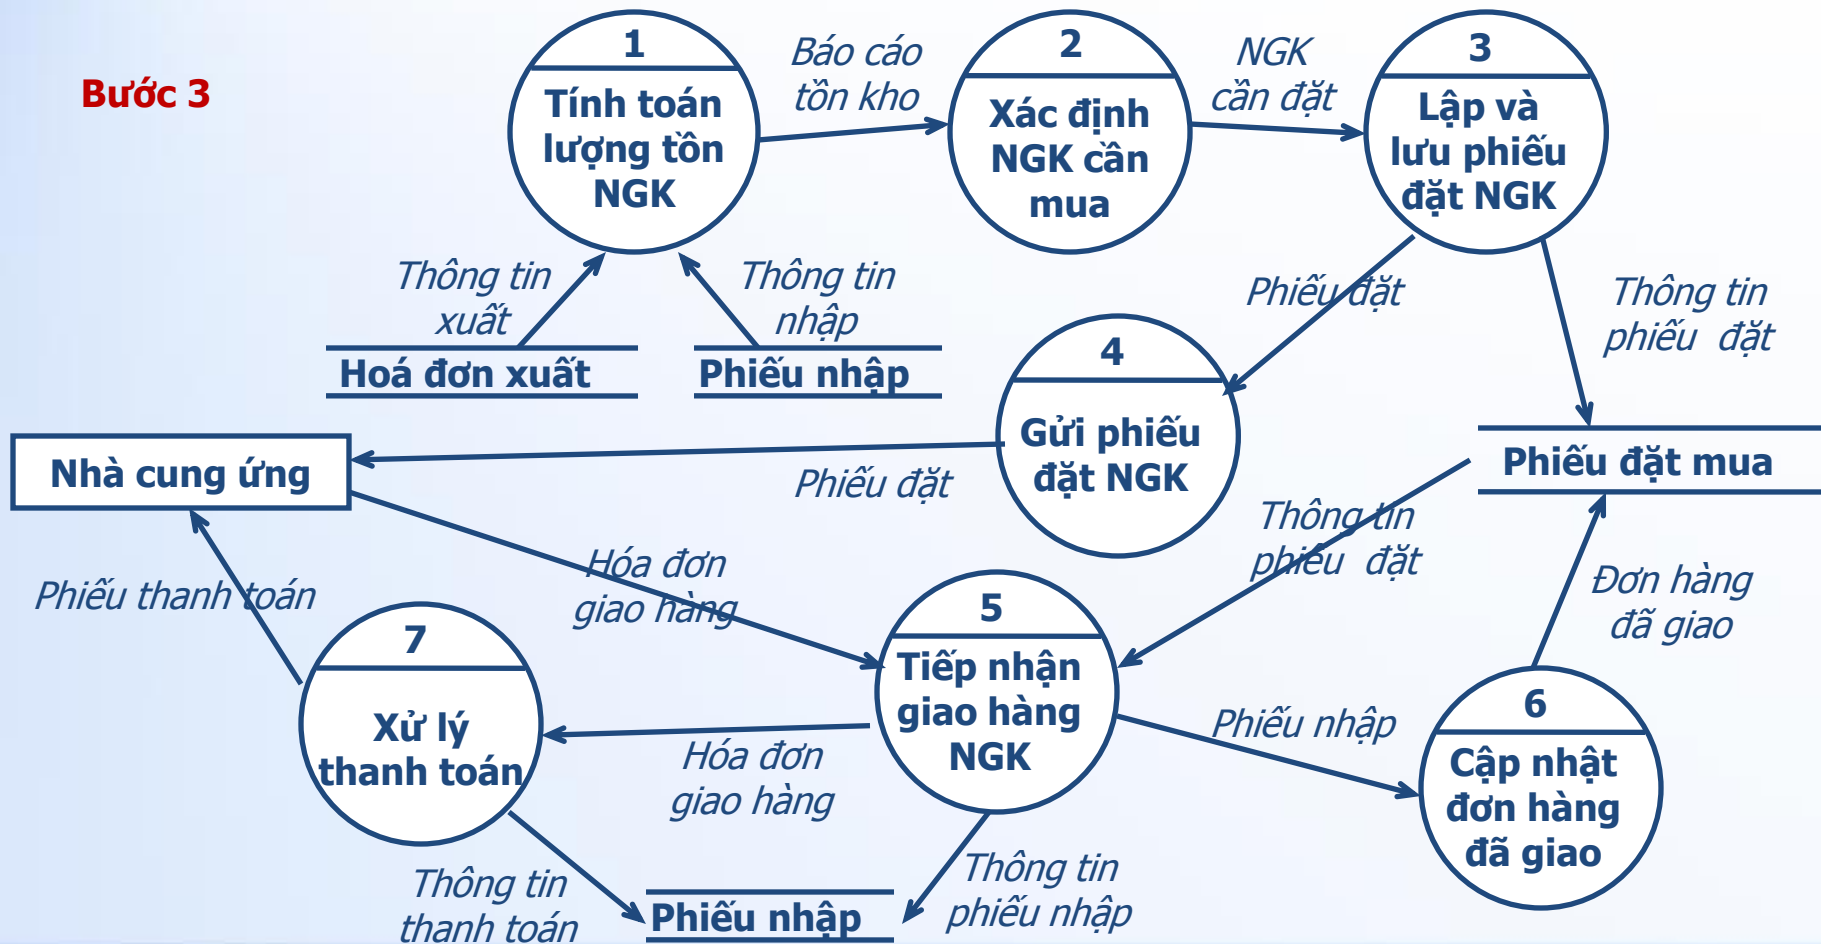 Bước 3
1
Tính toán
lượng tồn
NGK
Báo cáo
tồn kho
2
Xác định
NGK cần
mua
NGK
cần đặt
3
Lập và
lưu phiếu
đặt NGK
Thông tin
xuất
Thông tin
nhập
Phiếu đặt
Thông tin
phiếu đặt
Hoá đơn xuất
Phiếu nhập
4
Gửi phiếu
đặt NGK
Nhà cung ứng
Phiếu đặt
Phiếu đặt mua
Thông tin
phiếu đặt
Hóa đơn
giao hàng
Phiếu thanh toán
Đơn hàng
đã giao
5
Tiếp nhận
giao hàng
NGK
7
Xử lý
thanh toán
Hóa đơn
giao hàng
Phiếu nhập
6
Cập nhật
đơn hàng
đã giao
Thông tin
thanh toán
Phiếu nhập
Thông tin
phiếu nhập